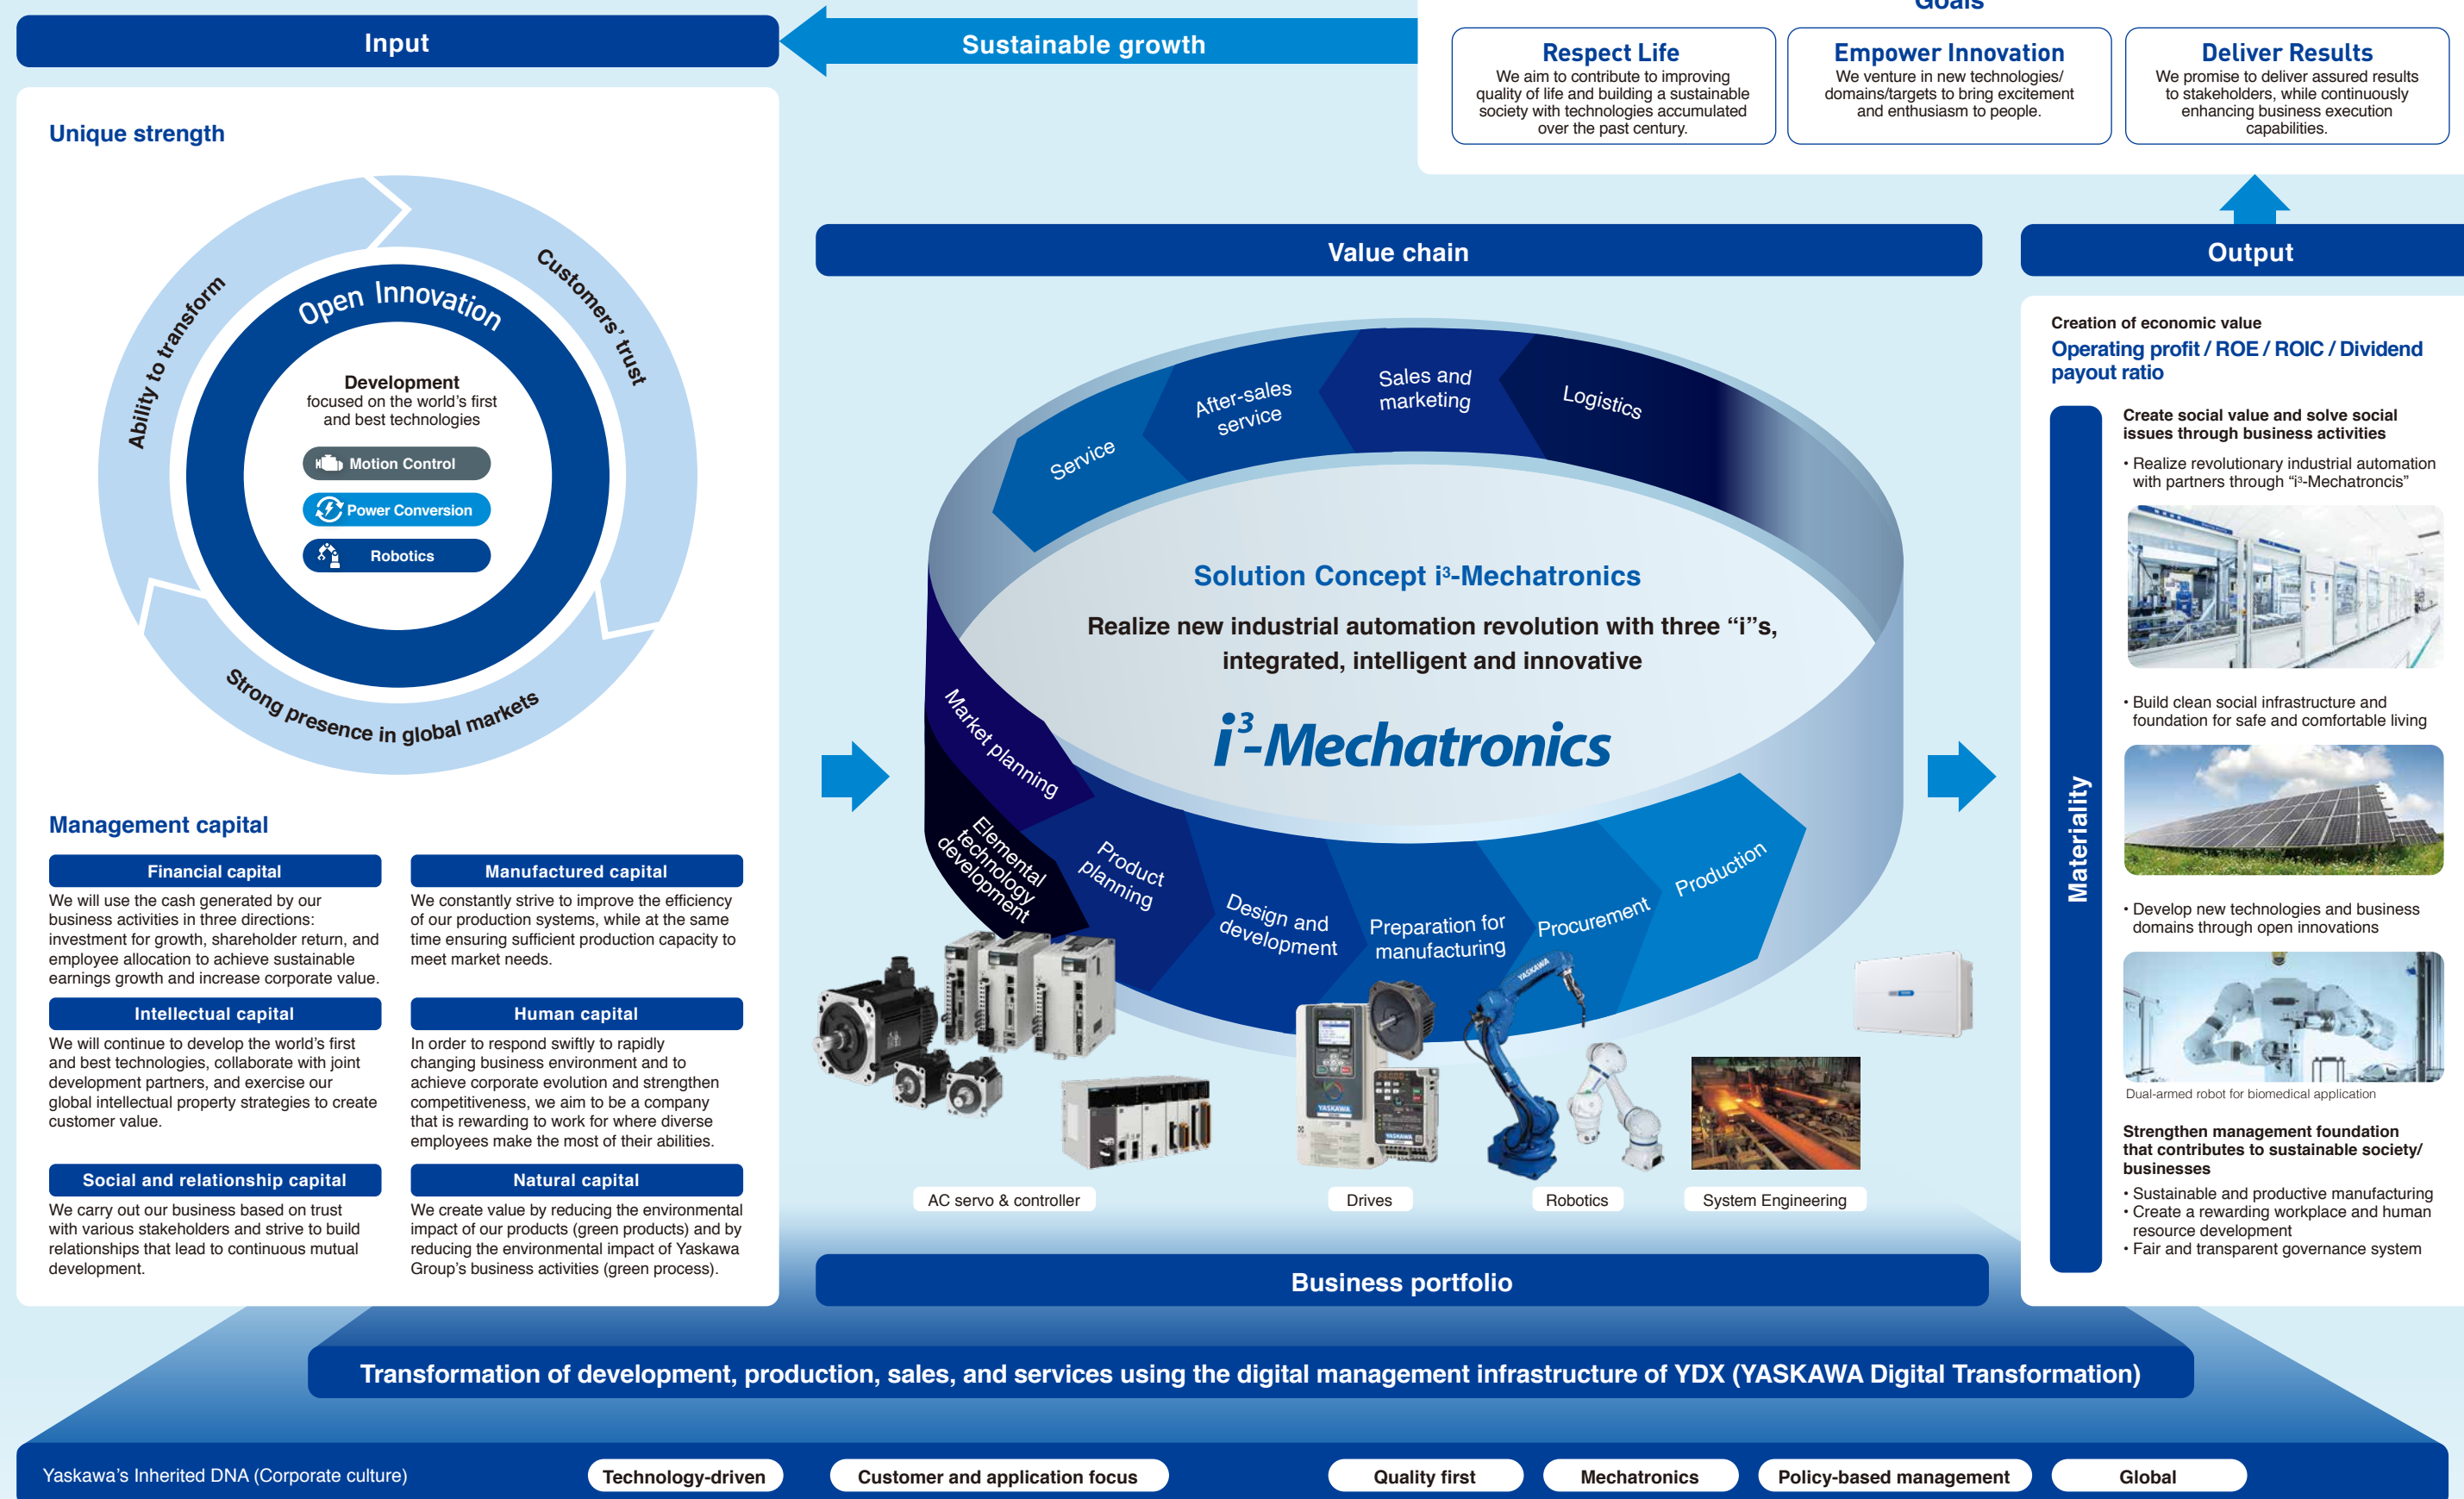 Goals
Input
Sustainable growth
Respect Life
We aim to contribute to improving
quality of life and building a sustainable
society with technologies accumulated
over the past century.
Empower Innovation
We venture in new technologies/
domains/targets to bring excitement
and enthusiasm to people.
Deliver Results
We promise to deliver assured results
to stakeholders, while continuously
enhancing business execution
capabilities.
Unique strength
Ability to transform
Customers' trust
Strong presence in global markets
Open Innovation
Development
focused on the world's first
and best technologies
Motion Control
Power Conversion
Robotics
Management capital
Financial capital
We will use the cash generated by our
business activities in three directions:
investment for growth, shareholder return, and
employee allocation to achieve sustainable
earnings growth and increase corporate value.
Manufactured capital
We constantly strive to improve the efficiency
of our production systems, while at the same
time ensuring sufficient production capacity to
meet market needs.
Intellectual capital
We will continue to develop the world's first
and best technologies, collaborate with joint
development partners, and exercise our
global intellectual property strategies to create
customer value.
Human capital
In order to respond swiftly to rapidly
changing business environment and to
achieve corporate evolution and strengthen
competitiveness, we aim to be a company
that is rewarding to work for where diverse
employees make the most of their abilities.
Social and relationship capital
We carry out our business based on trust
with various stakeholders and strive to build
relationships that lead to continuous mutual
development.
Natural capital
We create value by reducing the environmental
impact of our products (green products) and by
reducing the environmental impact of Yaskawa
Group's business activities (green process).
Value chain
Service
After-sales
service
Sales and
marketing
Logistics
Solution Concept i³-Mechatronics
Realize new industrial automation revolution with three “i”s,
integrated, intelligent and innovative
i³-Mechatronics
Market planning
Elemental
technology
development
Product
planning
Design and
development
Preparation for
manufacturing
Procurement
Production
YASKAWA
YASKAWA
YASKAWA
AC servo & controller
Drives
Robotics
System Engineering
Business portfolio
Output
Creation of economic value
Operating profit / ROE / ROIC / Dividend
payout ratio
Materiality
Create social value and solve social
issues through business activities
・Realize revolutionary industrial automation
with partners through “i³-Mechatroncis”
・Build clean social infrastructure and
foundation for safe and comfortable living
・Develop new technologies and business
domains through open innovations
Dual-armed robot for biomedical application
Strengthen management foundation
that contributes to sustainable society/
businesses
・Sustainable and productive manufacturing
・Create a rewarding workplace and human
resource development
・Fair and transparent governance system
Transformation of development, production, sales, and services using the digital management infrastructure of YDX (YASKAWA Digital Transformation)
Yaskawa's Inherited DNA (Corporate culture)
Technology-driven
Customer and application focus
Quality first
Mechatronics
Policy-based management
Global